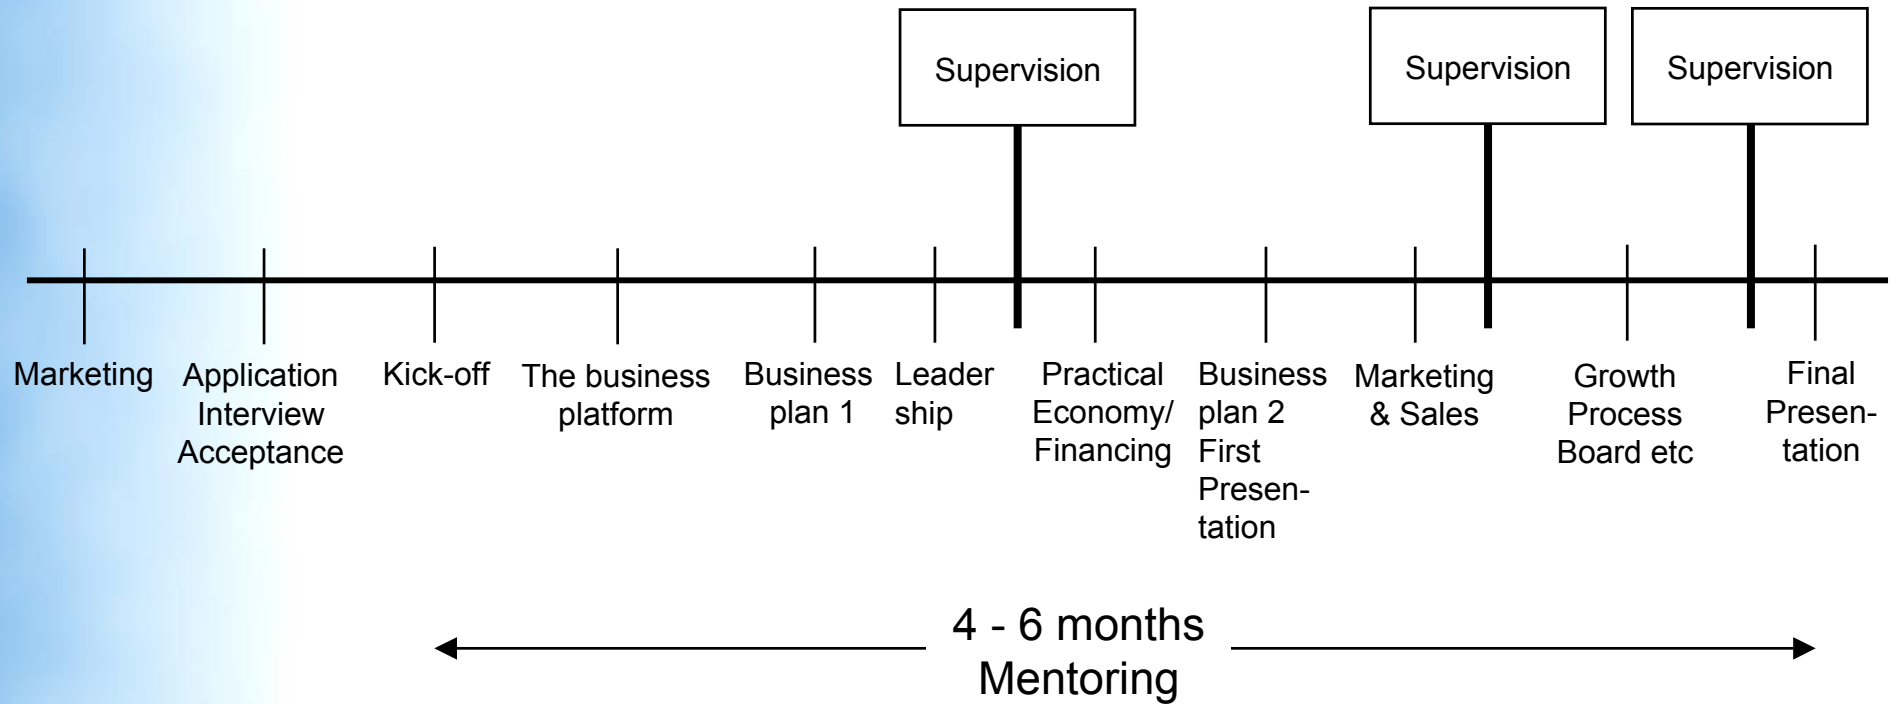 Supervision
Supervision
Supervision
Marketing
Application
Interview
Acceptance
Kick-off
The business
platform
Business
plan 1
Leader
ship
Practical
Economy/
Financing
Business
plan 2
First
Presen-
tation
Marketing
& Sales
Growth
Process
Board etc
Final
Presen-
tation
4 - 6 months
Mentoring